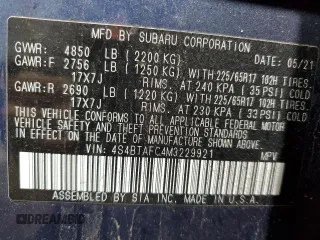 MFD BY SUBARU CORPORATION
DATE: 05/21
GVWR: 4850 LB (2200 KG)
GAWR:F 2756 LB (1250 KG) WITH 225/65R17 102H TIRES,
17X7J RIMS, AT 240 KPA (35 PSI) COLD
GAWR:R 2690 LB (1220 KG) WITH 225/65R17 102H TIRES,
17X7J RIMS, AT 230 KPA (33 PSI) COLD
THIS VEHICLE CONFORMS TO ALL APPLICABLE
FEDERAL MOTOR VEHICLE SAFETY, BUMPER, AND
THEFT PREVENTION STANDARDS IN EFFECT ON THE
DATE OF MANUFACTURE SHOWN ABOVE.
VIN: 4S4BTAFC4M3229921
MPV
ASSEMBLED BY SIA INC. MADE IN U.S.A.